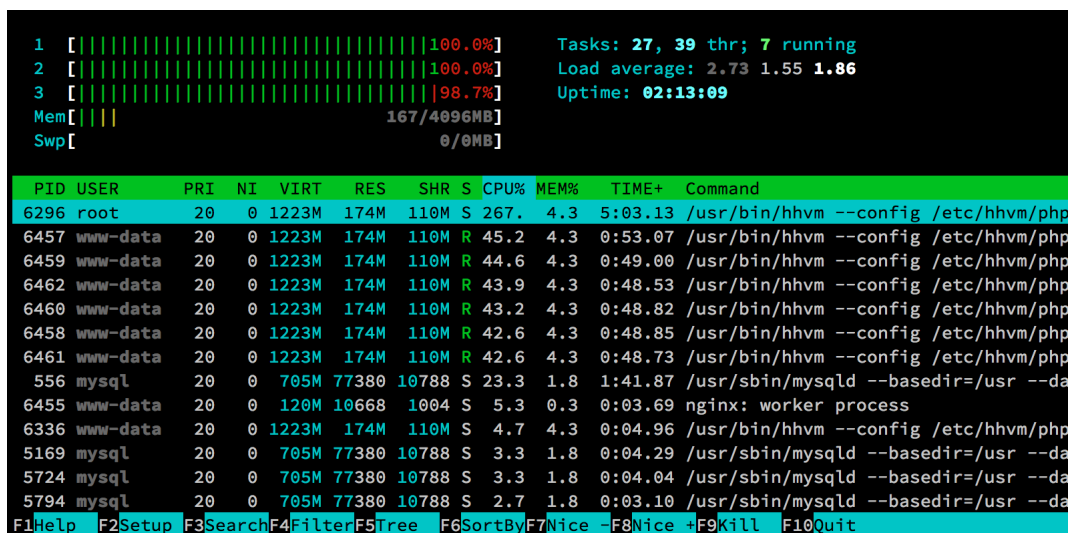 1 [||||||||||||||||||||||||||||||||||100.0%] Tasks: 27, 39 thr; 7 running
2 [||||||||||||||||||||||||||||||||||100.0%] Load average: 2.73 1.55 1.86
3 [|||||||||||||||||||||||||||||||||||98.7%] Uptime: 02:13:09
Mem[|||| 167/4096MB]
Swp[ 0/0MB]
PID USER PRI NI VIRT RES SHR S CPU% MEM% TIME+ Command
6296 root 20 0 1223M 174M 110M S 267. 4.3 5:03.13 /usr/bin/hhvm --config /etc/hhvm/php
6457 www-data 20 0 1223M 174M 110M R 45.2 4.3 0:53.07 /usr/bin/hhvm --config /etc/hhvm/php
6459 www-data 20 0 1223M 174M 110M R 44.6 4.3 0:49.00 /usr/bin/hhvm --config /etc/hhvm/php
6462 www-data 20 0 1223M 174M 110M R 43.9 4.3 0:48.53 /usr/bin/hhvm --config /etc/hhvm/php
6460 www-data 20 0 1223M 174M 110M R 43.2 4.3 0:48.82 /usr/bin/hhvm --config /etc/hhvm/php
6458 www-data 20 0 1223M 174M 110M R 42.6 4.3 0:48.85 /usr/bin/hhvm --config /etc/hhvm/php
6461 www-data 20 0 1223M 174M 110M R 42.6 4.3 0:48.73 /usr/bin/hhvm --config /etc/hhvm/php
556 mysql 20 0 705M 77380 10788 S 23.3 1.8 1:41.87 /usr/sbin/mysqld --basedir=/usr --da
6455 www-data 20 0 120M 10668 1004 S 5.3 0.3 0:03.69 nginx: worker process
6336 www-data 20 0 1223M 174M 110M S 4.7 4.3 0:04.96 /usr/bin/hhvm --config /etc/hhvm/php
5169 mysql 20 0 705M 77380 10788 S 3.3 1.8 0:04.29 /usr/sbin/mysqld --basedir=/usr --da
5724 mysql 20 0 705M 77380 10788 S 3.3 1.8 0:04.04 /usr/sbin/mysqld --basedir=/usr --da
5794 mysql 20 0 705M 77380 10788 S 2.7 1.8 0:03.10 /usr/sbin/mysqld --basedir=/usr --da
F1Help F2Setup F3SearchF4FilterF5Tree F6SortByF7Nice -F8Nice +F9Kill F10Quit